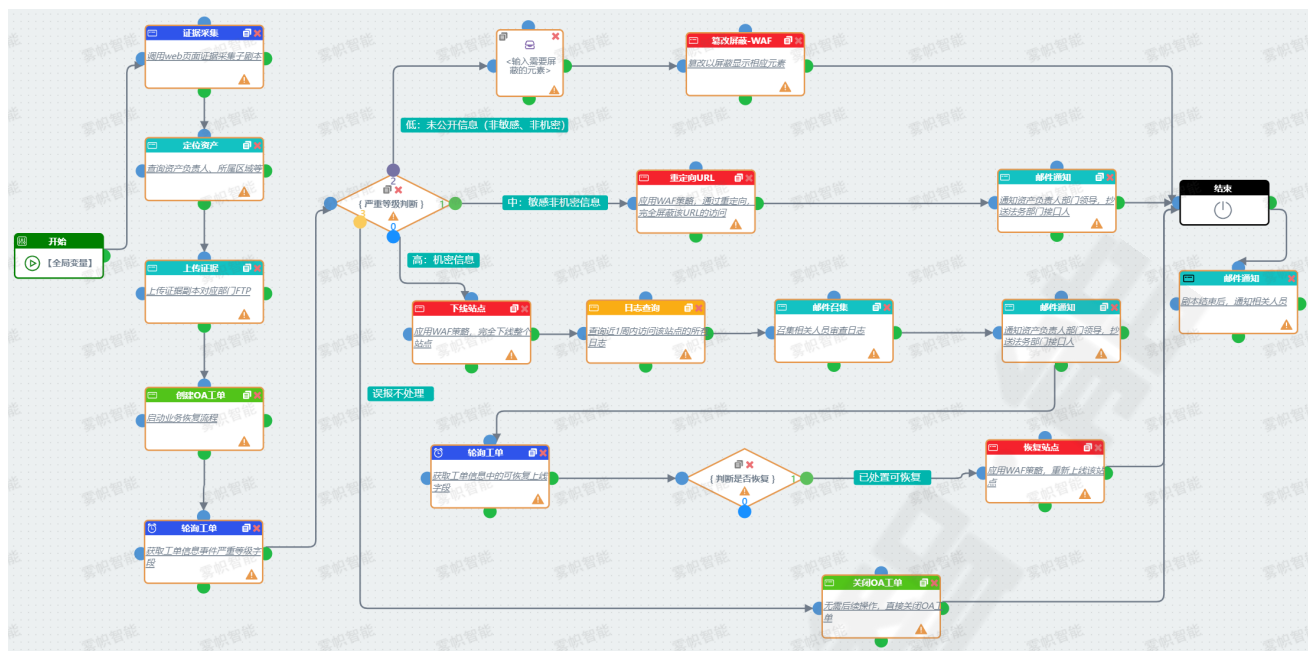 开始
【全局变量】
证据采集
调用web页面证据采集子剧本
定位资产
查询资产负责人、所属区域等
上传证据
上传证据副本对应部门FTP
创建OA工单
启动业务恢复流程
轮询工单
获取工单信息事件严重等级字
段
2
{ 严重等级判断 }
1
3
0
低：未公开信息（非敏感、非机密）
<输入需要屏
蔽的元素>
篡改屏蔽-WAF
篡改以屏蔽显示相应元素
中：敏感非机密信息
重定向URL
应用WAF策略，通过重定向，
完全屏蔽该URL的访问
邮件通知
通知资产负责人部门领导，抄
送法务部门接口人
结束
邮件通知
剧本结束后，通知相关人员
高：机密信息
下线站点
应用WAF策略，完全下线整个
站点
日志查询
查询近1周内访问该站点的所有
日志
邮件召集
召集相关人员审查日志
邮件通知
通知资产负责人部门领导，抄
送法务部门接口人
误报不处理
轮询工单
获取工单信息中的可恢复上线
字段
{ 判断是否恢复 }
1
0
已处置可恢复
恢复站点
应用WAF策略，重新上线该站
点
关闭OA工单
无需后续操作，直接关闭OA工
单
雾帜智能